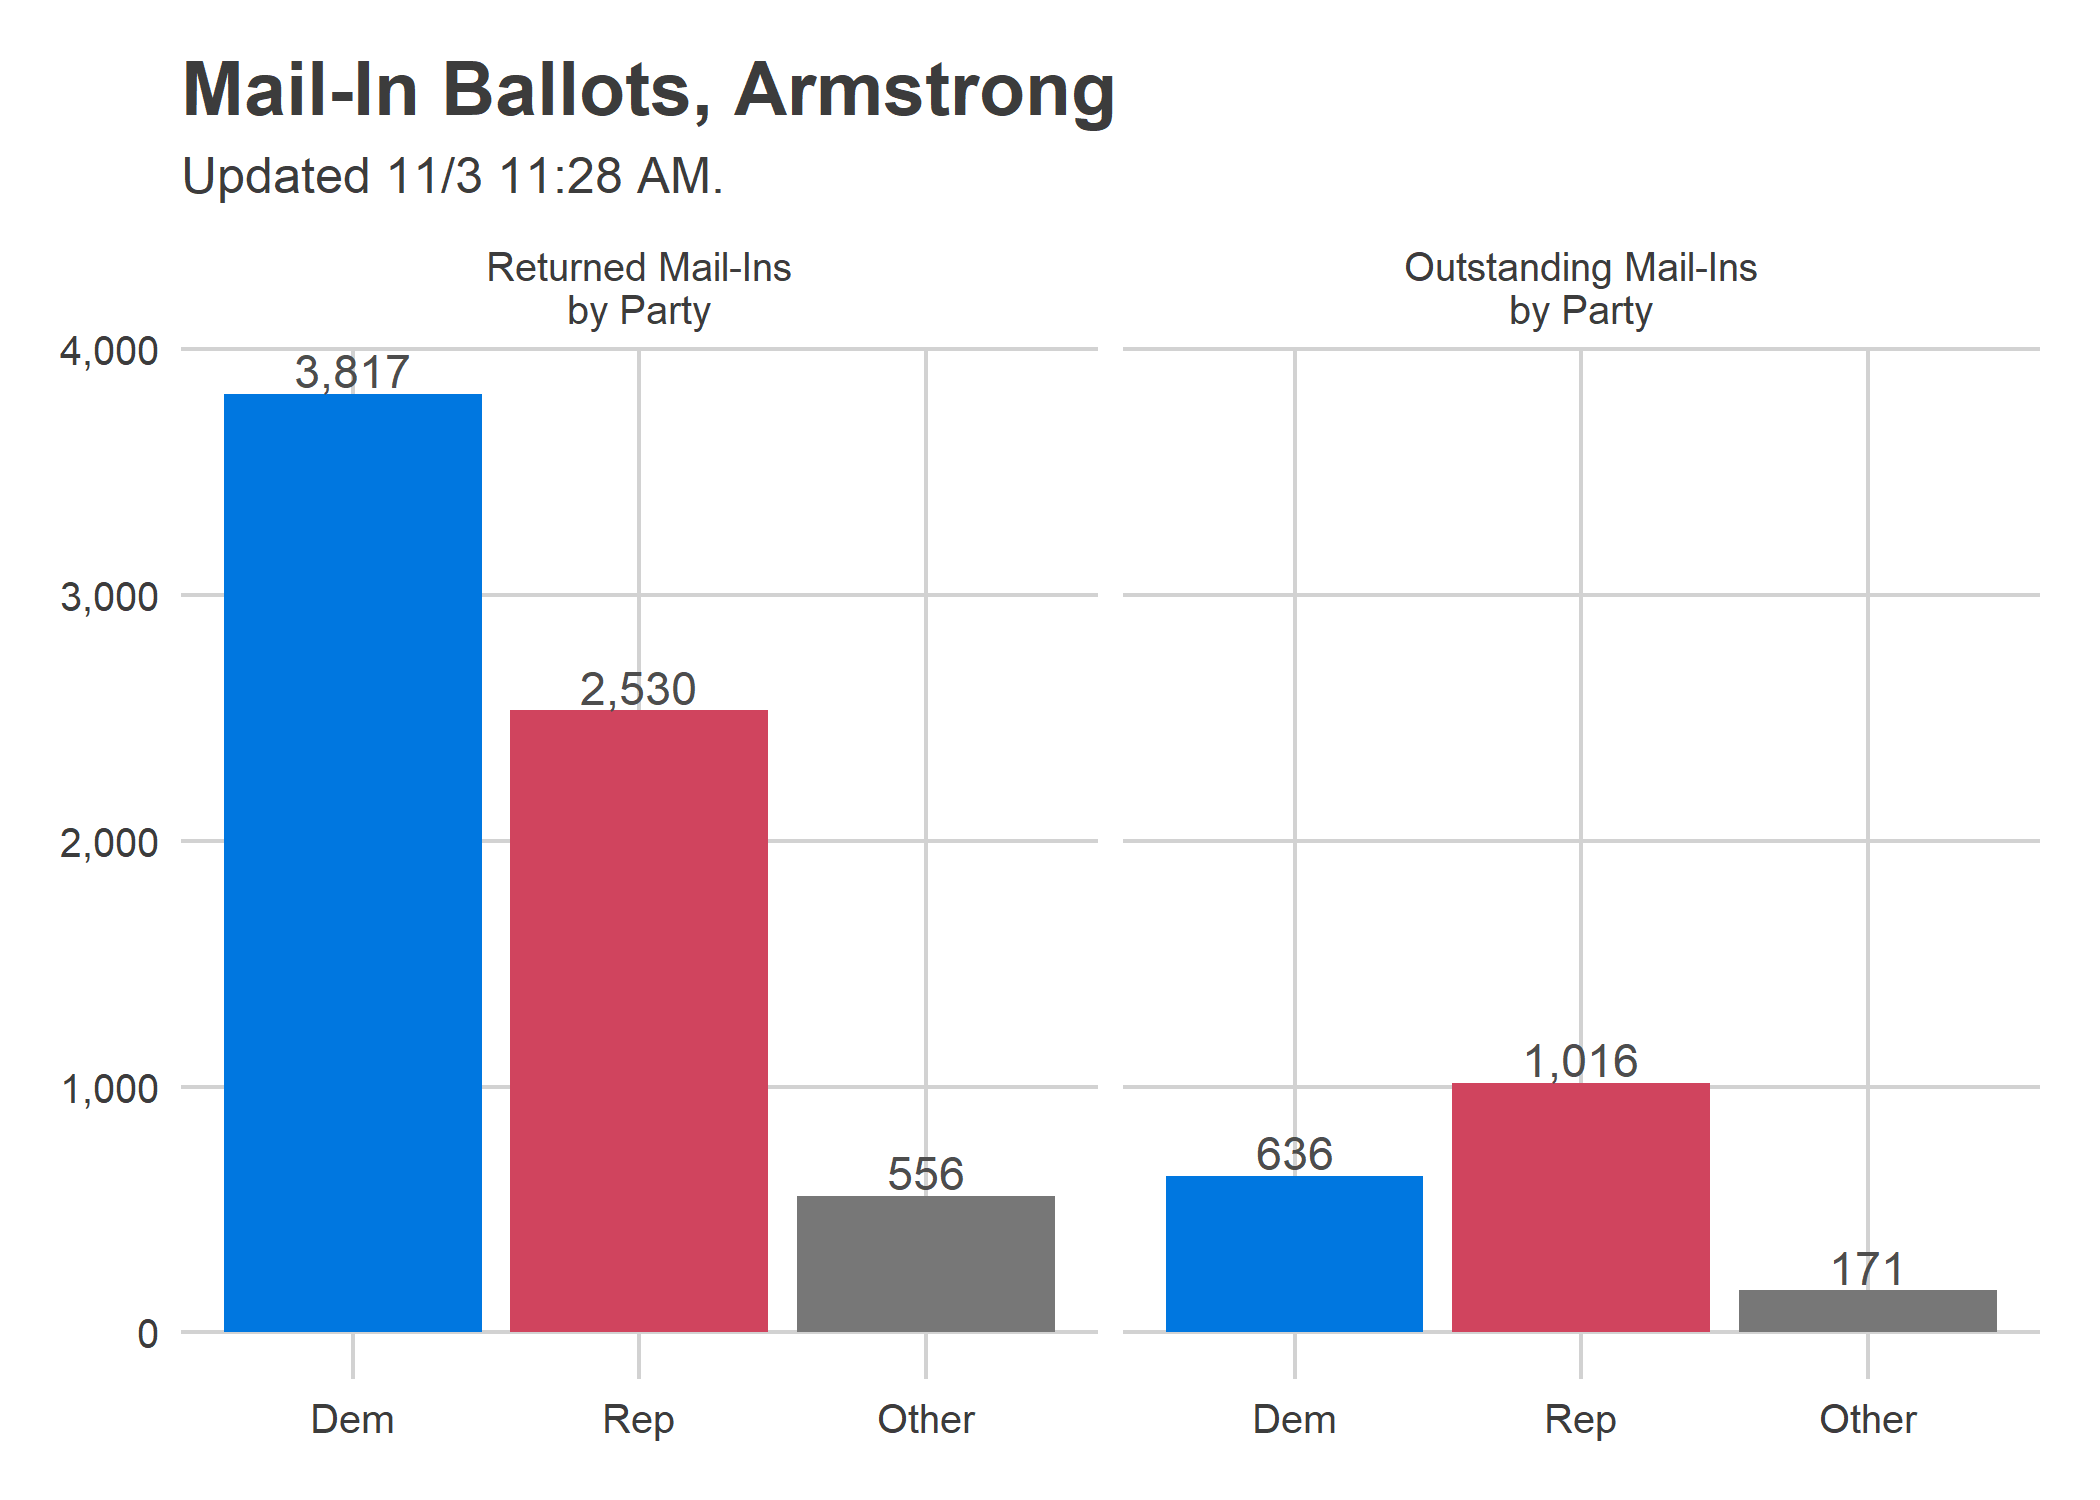 Mail-In Ballots, Armstrong
Updated 11/3 11:28 AM.
Returned Mail-Ins
by Party
Outstanding Mail-Ins
by Party
4,000
3,000
2,000
1,000
0
3,817
2,530
556
636
1,016
171
Dem
Rep
Other
Dem
Rep
Other